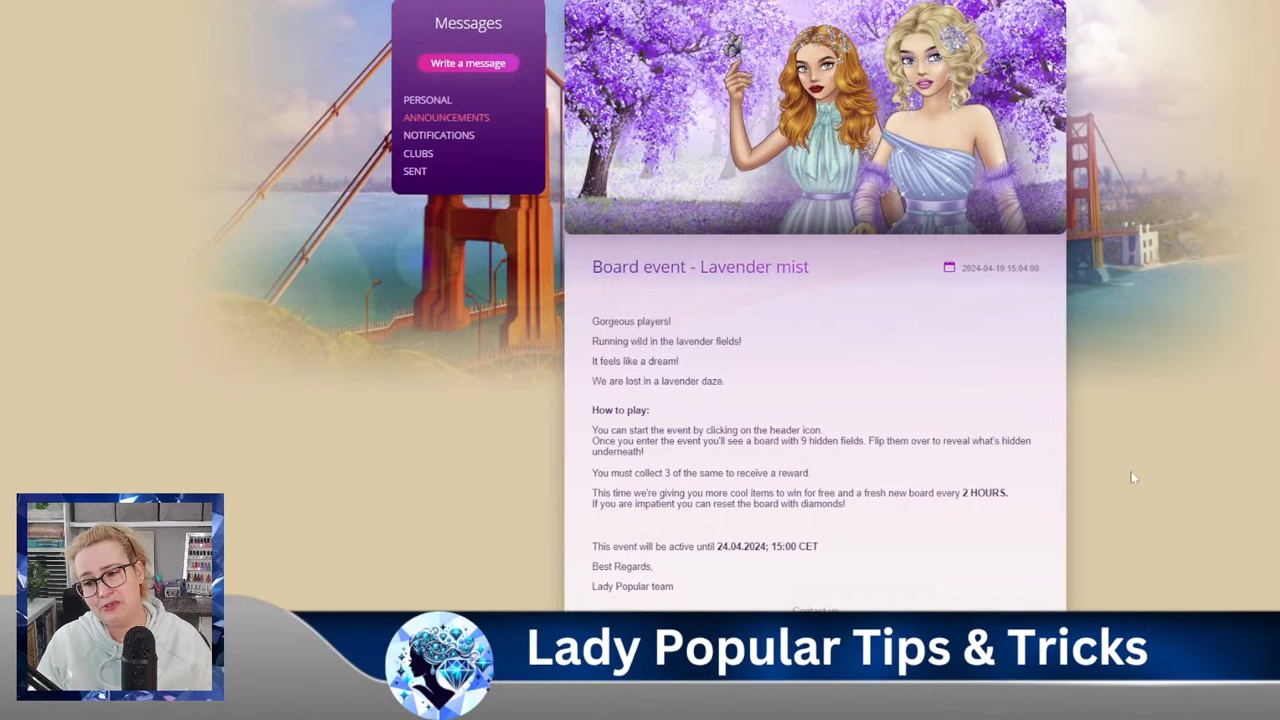 Messages
Write a message
PERSONAL
ANNOUNCEMENTS
NOTIFICATIONS
CLUBS
SENT
Board event - Lavender mist
2024-04-19 15:04:00
Gorgeous players!
Running wild in the lavender fields!
It feels like a dream!
We are lost in a lavender daze.
How to play:
You can start the event by clicking on the header icon.
Once you enter the event you'll see a board with 9 hidden fields. Flip them over to reveal what's hidden
underneath!
You must collect 3 of the same to receive a reward.
This time we're giving you more cool items to win for free and a fresh new board every 2 HOURS.
If you are impatient you can reset the board with diamonds!
This event will be active until 24.04.2024; 15:00 CET
Best Regards,
Lady Popular team
Contact us
Lady Popular Tips & Tricks